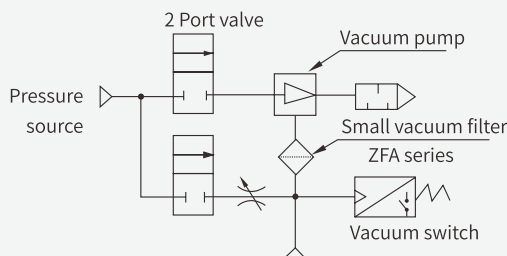 2 Port valve
Vacuum pump
Pressure
source
Small vacuum filter
ZFA series
Vacuum switch